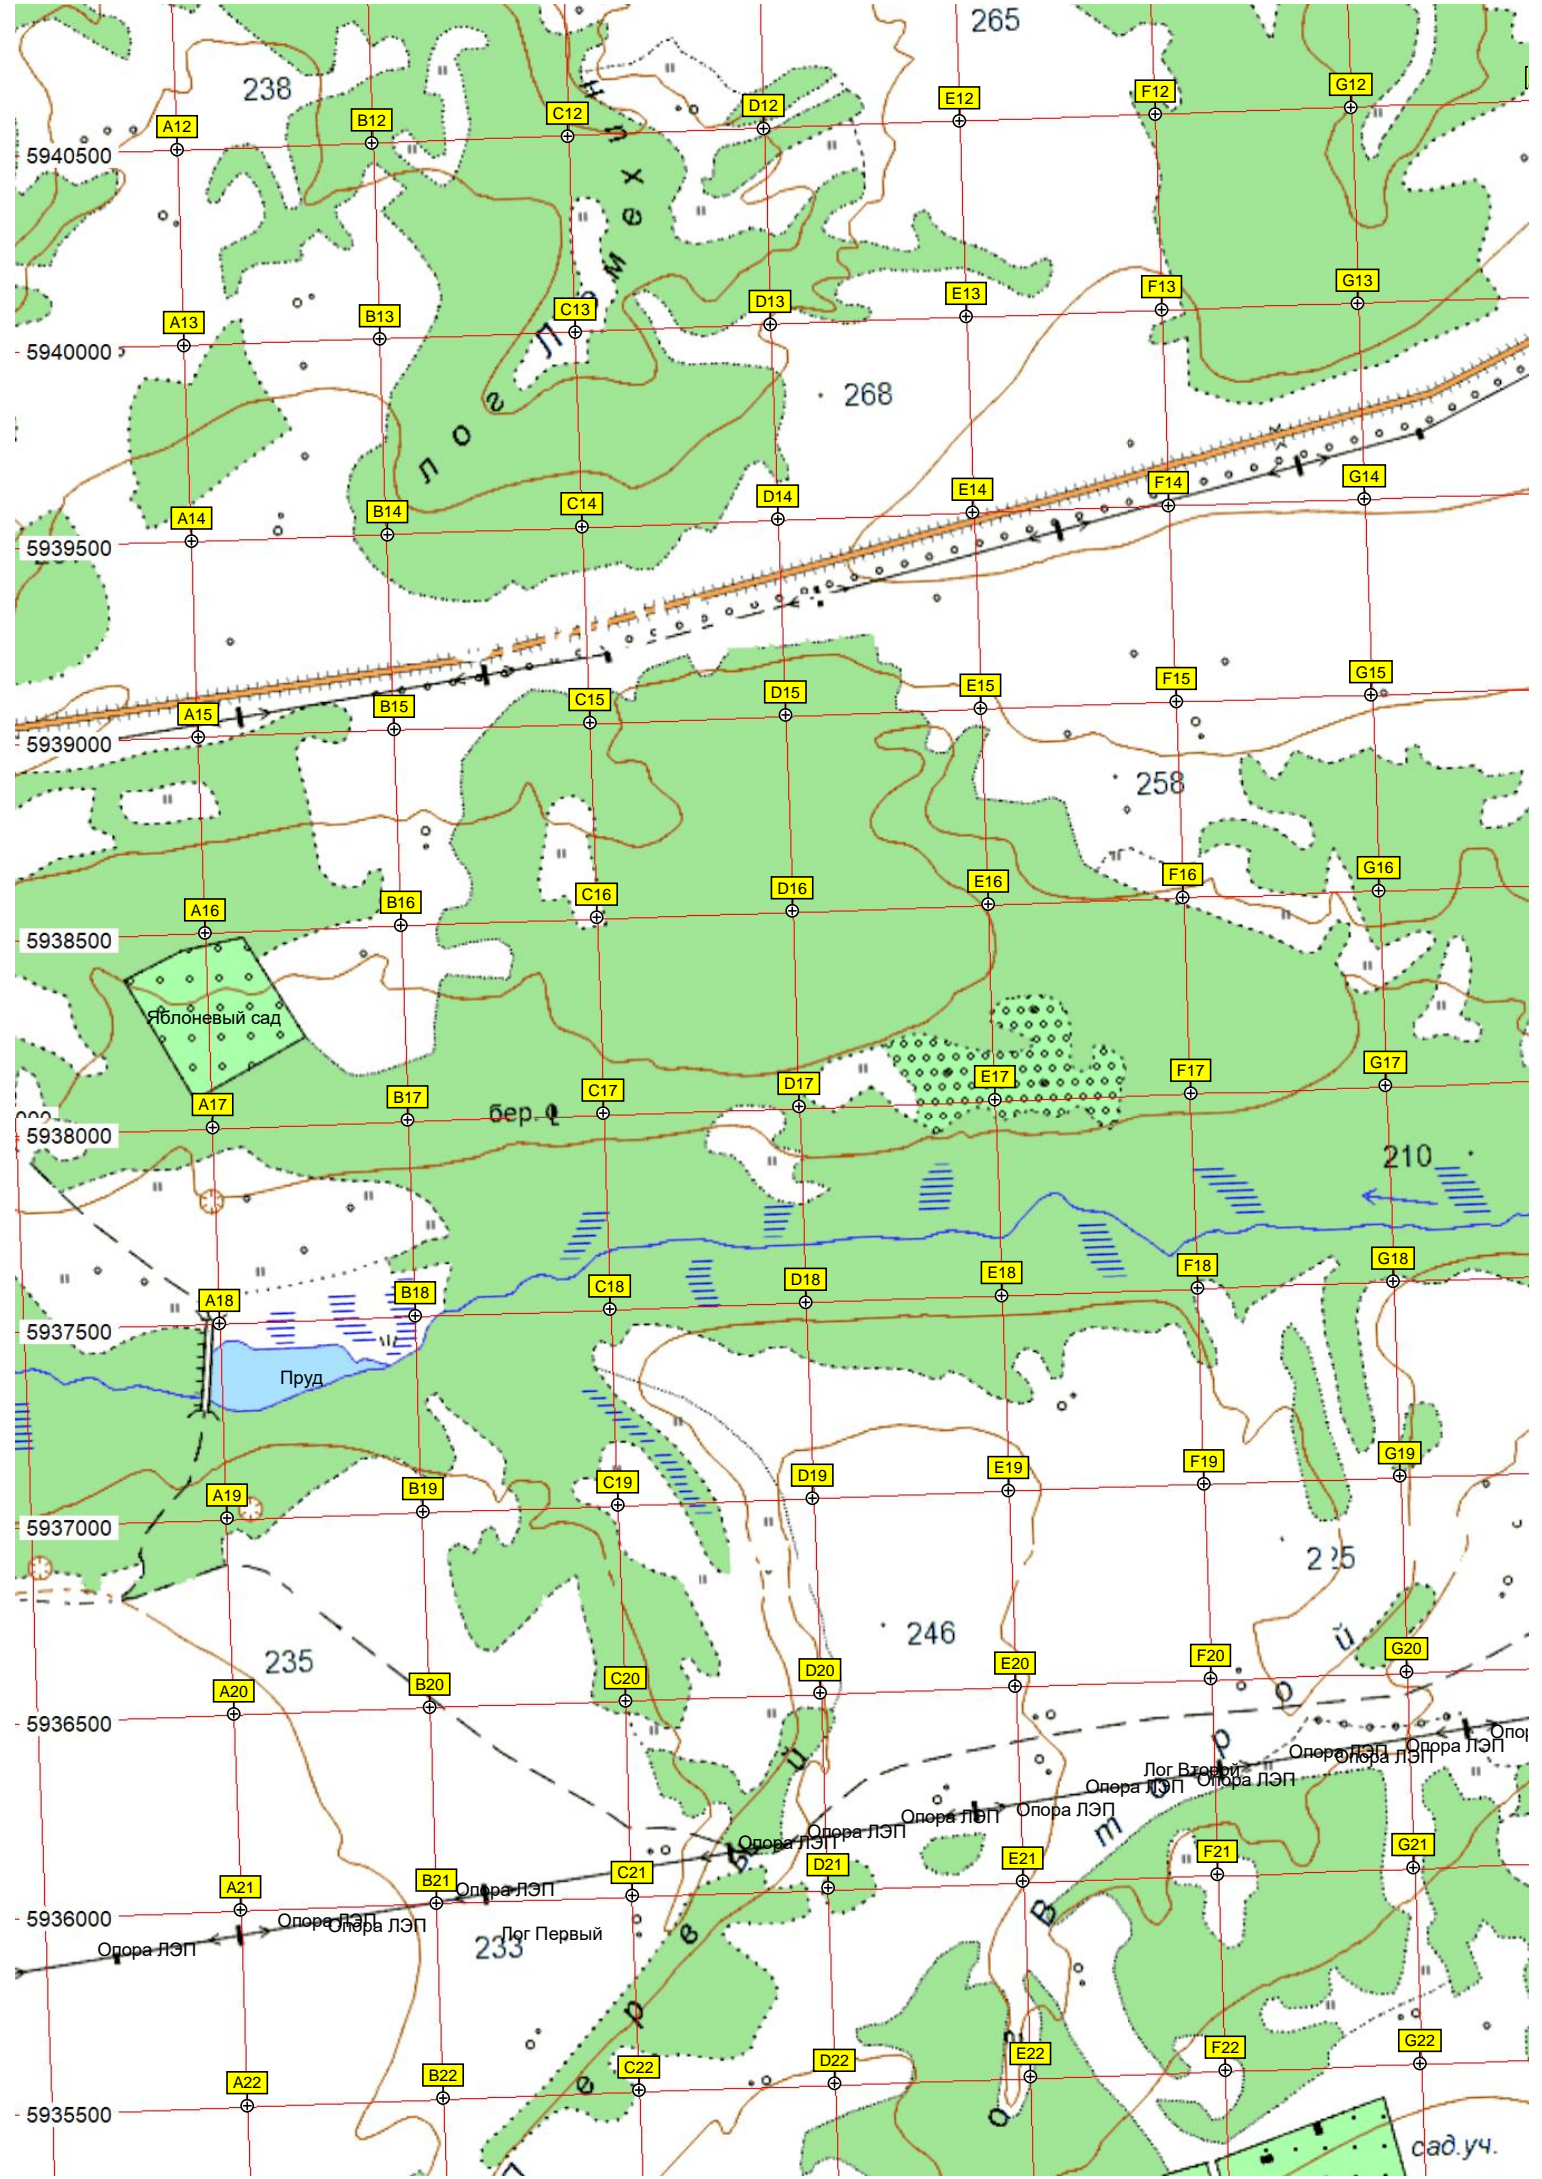 265
238
A12 B12 C12 D12 E12 F12 G12
5940500
A13 B13 C13 D13 E13 F13 G13
5940000
268
A14 B14 C14 D14 E14 F14 G14
5939500
A15 B15 C15 D15 E15 F15 G15
5939000
258
A16 B16 C16 D16 E16 F16 G16
5938500
Яблоневый сад
A17 B17 C17 D17 E17 F17 G17
бер.
5938000
210
A18 B18 C18 D18 E18 F18 G18
5937500
Пруд
A19 B19 C19 D19 E19 F19 G19
5937000
246
235
A20 B20 C20 D20 E20 F20 G20
5936500
Опора ЛЭП
Опора ЛЭП
Опора ЛЭП
Лог Второй
Опора ЛЭП
Опора ЛЭП
Опора ЛЭП
Опора ЛЭП
Опора ЛЭП
Опора ЛЭП
A21 B21 C21 D21 E21 F21 G21
Опора ЛЭП
5936000
Опора ЛЭП
Опора ЛЭП
Лог Первый
233
Опора ЛЭП
A22 B22 C22 D22 E22 F22 G22
5935500
сад.уч.